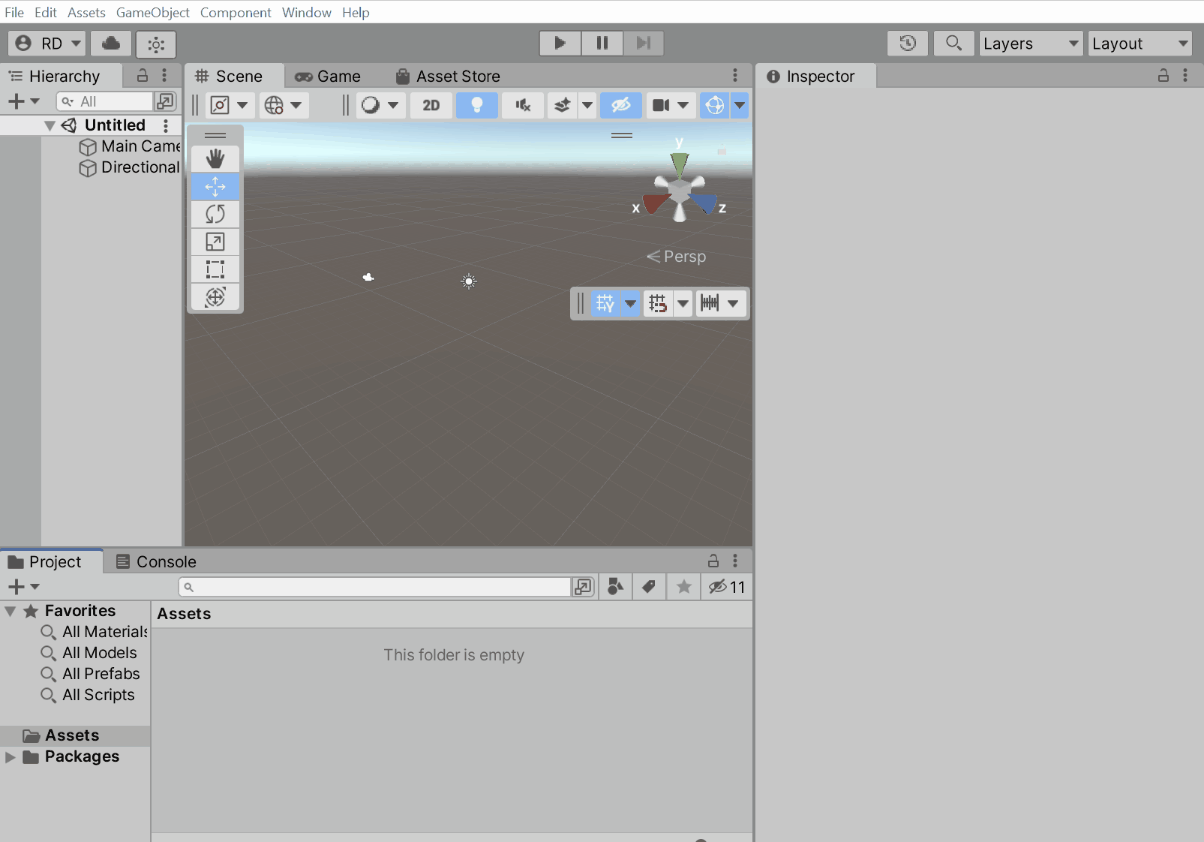 File Edit Assets GameObject Component Window Help
RD Layers Layout
Hierarchy Scene Game Asset Store Inspector
All 2D
Untitled
Main Came
Directional
y
x z
Persp
Y
Project Console
11
Favorites Assets
All Materials
All Models This folder is empty
All Prefabs
All Scripts
Assets
Packages